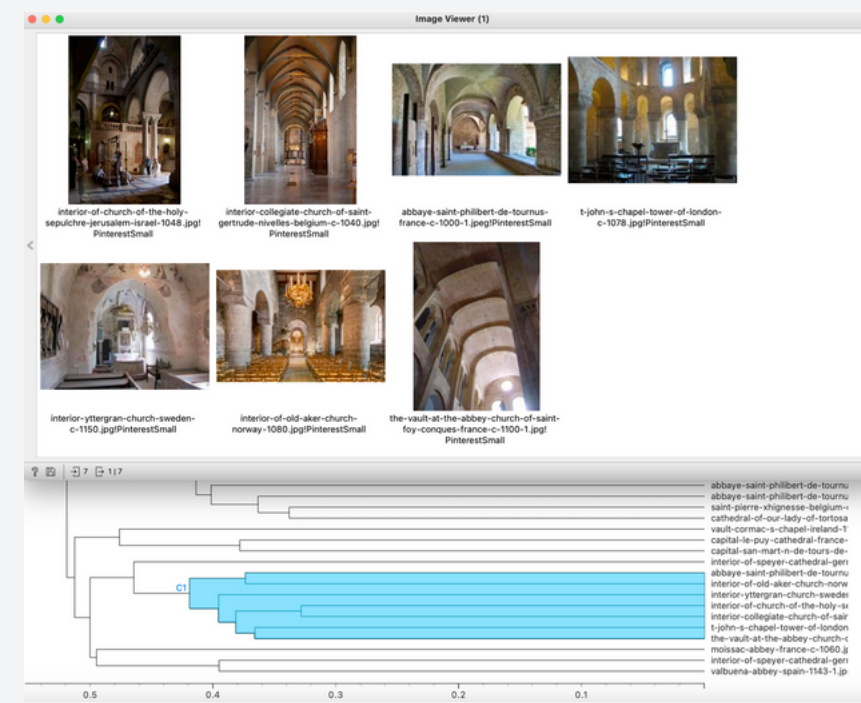 Image Viewer (1)
interior-of-church-of-the-holy-
sepulchre-jerusalem-israel-1048.jpg!
PinterestSmall
interior-collegiate-church-of-saint-
gertrude-nivelles-belgium-c-1040.jpg!
PinterestSmall
abbaye-saint-philibert-de-tournus-
france-c-1000-1.jpeg!PinterestSmall
t-john-s-chapel-tower-of-london-
c-1078.jpg!PinterestSmall
interior-yttergran-church-sweden-
c-1150.jpg!PinterestSmall
interior-of-old-aker-church-
norway-1080.jpg!PinterestSmall
the-vault-at-the-abbey-church-of-saint-
foy-conques-france-c-1100-1.jpg!
PinterestSmall
? 7 1|7
abbaye-saint-philibert-de-tournu
abbaye-saint-philibert-de-tournu
saint-pierre-xhignesse-belgium-
cathedral-of-our-lady-of-tortosa
vault-cormac-s-chapel-ireland-1
capital-le-puy-cathedral-france-
capital-san-mart-n-de-tours-de-
interior-of-speyer-cathedral-ger
C1
abbaye-saint-philibert-de-tournu
interior-of-old-aker-church-norw
interior-yttergran-church-swede
interior-of-church-of-the-holy-s
interior-collegiate-church-of-sai
t-john-s-chapel-tower-of-london
the-vault-at-the-abbey-church-
moissac-abbey-france-c-1060.j
interior-of-speyer-cathedral-ger
valbuena-abbey-spain-1143-1.jp
0.5 0.4 0.3 0.2 0.1